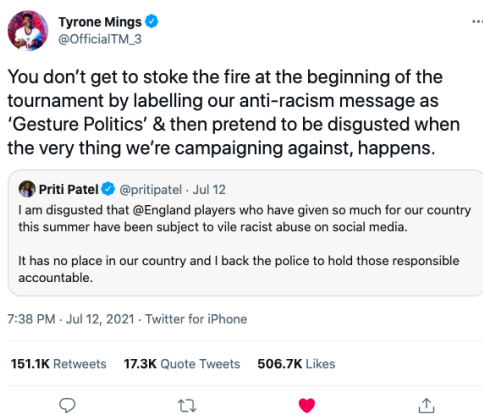 Tyrone Mings
@OfficialTM_3
You don’t get to stoke the fire at the beginning of the
tournament by labelling our anti-racism message as
‘Gesture Politics’ & then pretend to be disgusted when
the very thing we’re campaigning against, happens.
Priti Patel @pritipatel · Jul 12
I am disgusted that @England players who have given so much for our country
this summer have been subject to vile racist abuse on social media.
It has no place in our country and I back the police to hold those responsible
accountable.
7:38 PM · Jul 12, 2021 · Twitter for iPhone
151.1K Retweets 17.3K Quote Tweets 506.7K Likes